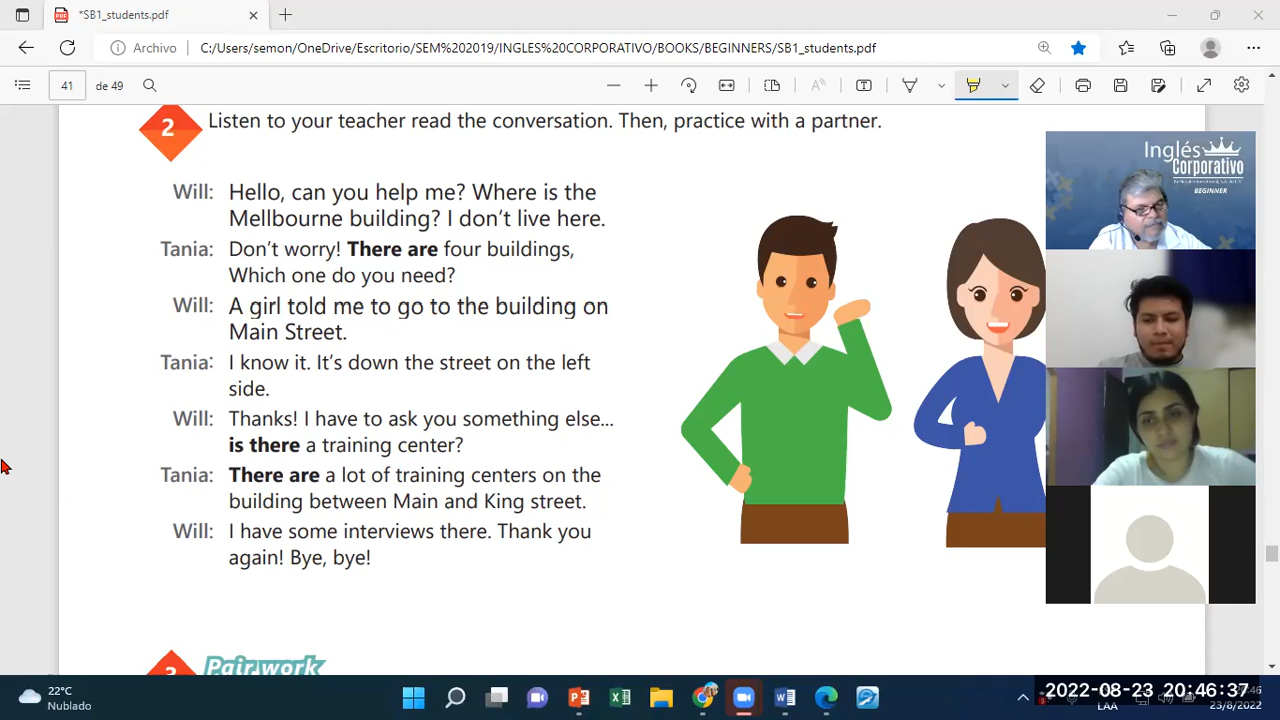 *SB1_students.pdf
Archivo
C:/Users/semon/OneDrive/Escritorio/SEM%202019/INGLES%20CORPORATIVO/BOOKS/BEGINNERS/SB1_students.pdf
41 de 49
2 Listen to your teacher read the conversation. Then, practice with a partner.
Will: Hello, can you help me? Where is the
Mellbourne building? I don't live here.
Tania: Don't worry! There are four buildings,
Which one do you need?
Will: A girl told me to go to the building on
Main Street.
Tania: I know it. It's down the street on the left
side.
Will: Thanks! I have to ask you something else...
is there a training center?
Tania: There are a lot of training centers on the
building between Main and King street.
Will: I have some interviews there. Thank you
again! Bye, bye!
3 Pair work
Inglés
Corporativo
BEGINNER
22°C
Nublado
LAA
2022-08-23 20:46:37
23/8/2022